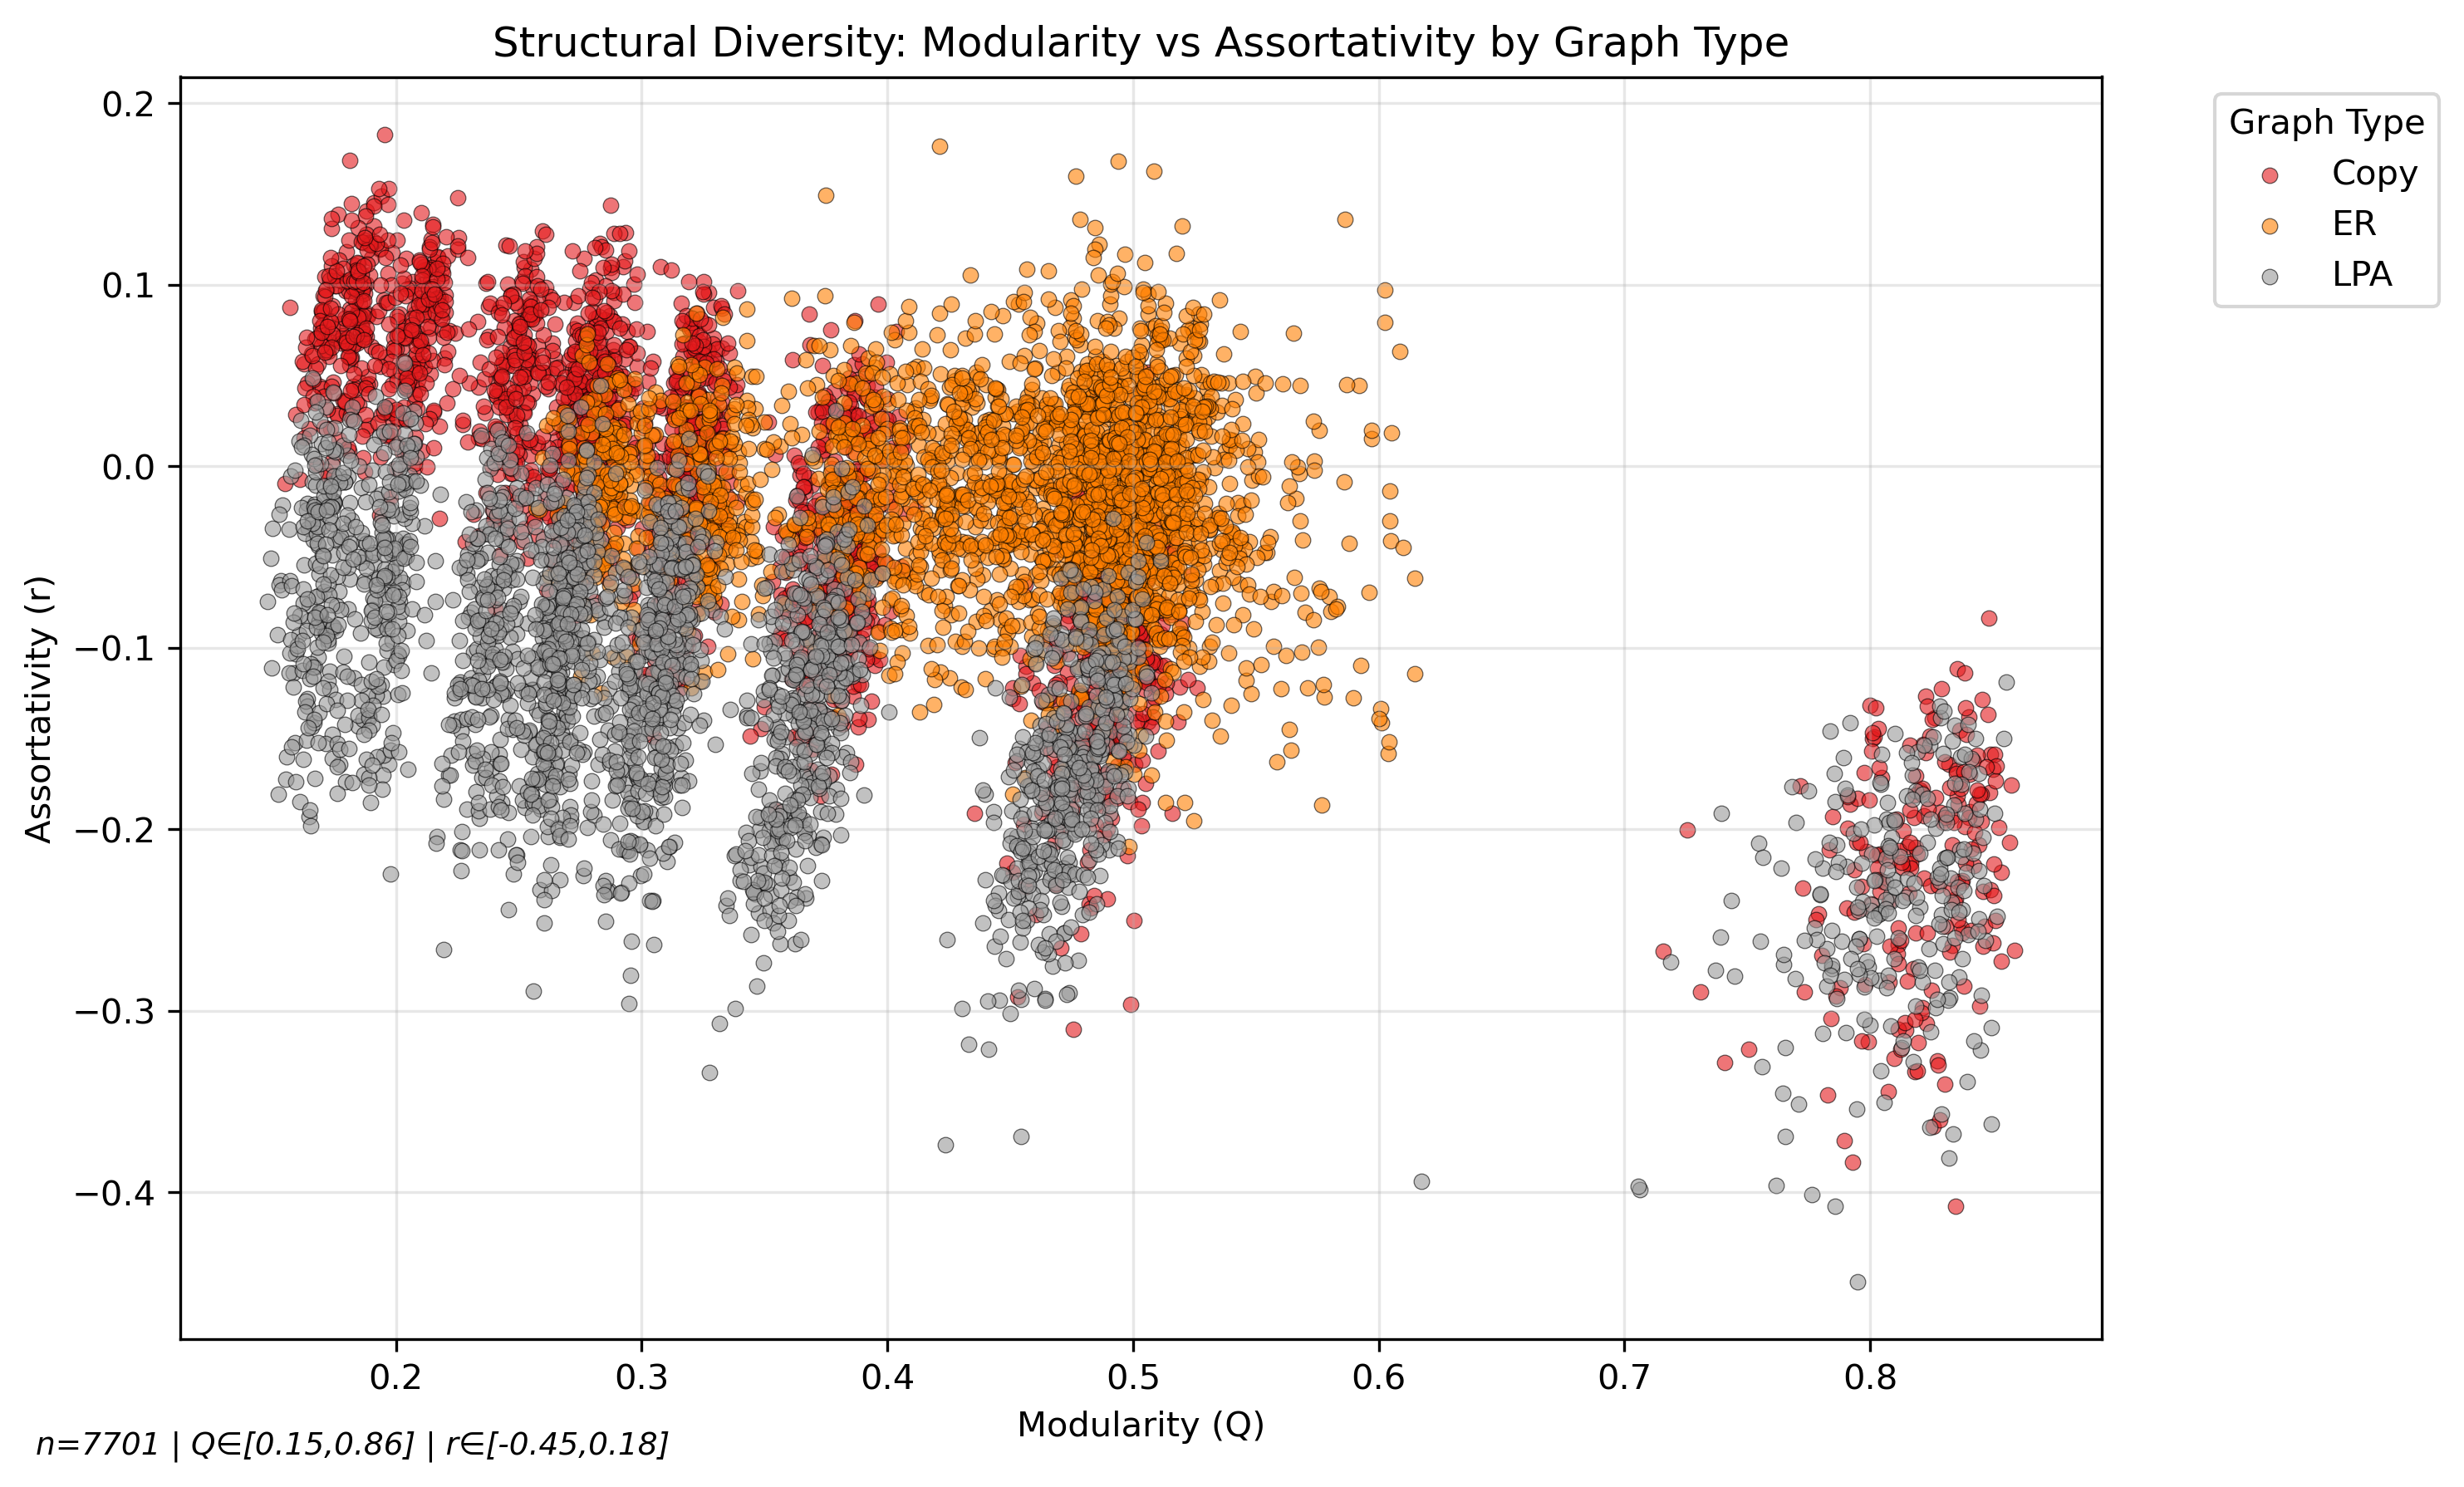 Structural Diversity: Modularity vs Assortativity by Graph Type
Graph Type
Copy
ER
LPA
Assortativity (r)
0.2
0.1
0.0
−0.1
−0.2
−0.3
−0.4
0.2 0.3 0.4 0.5 0.6 0.7 0.8
Modularity (Q)
n=7701 | Q∈[0.15,0.86] | r∈[-0.45,0.18]